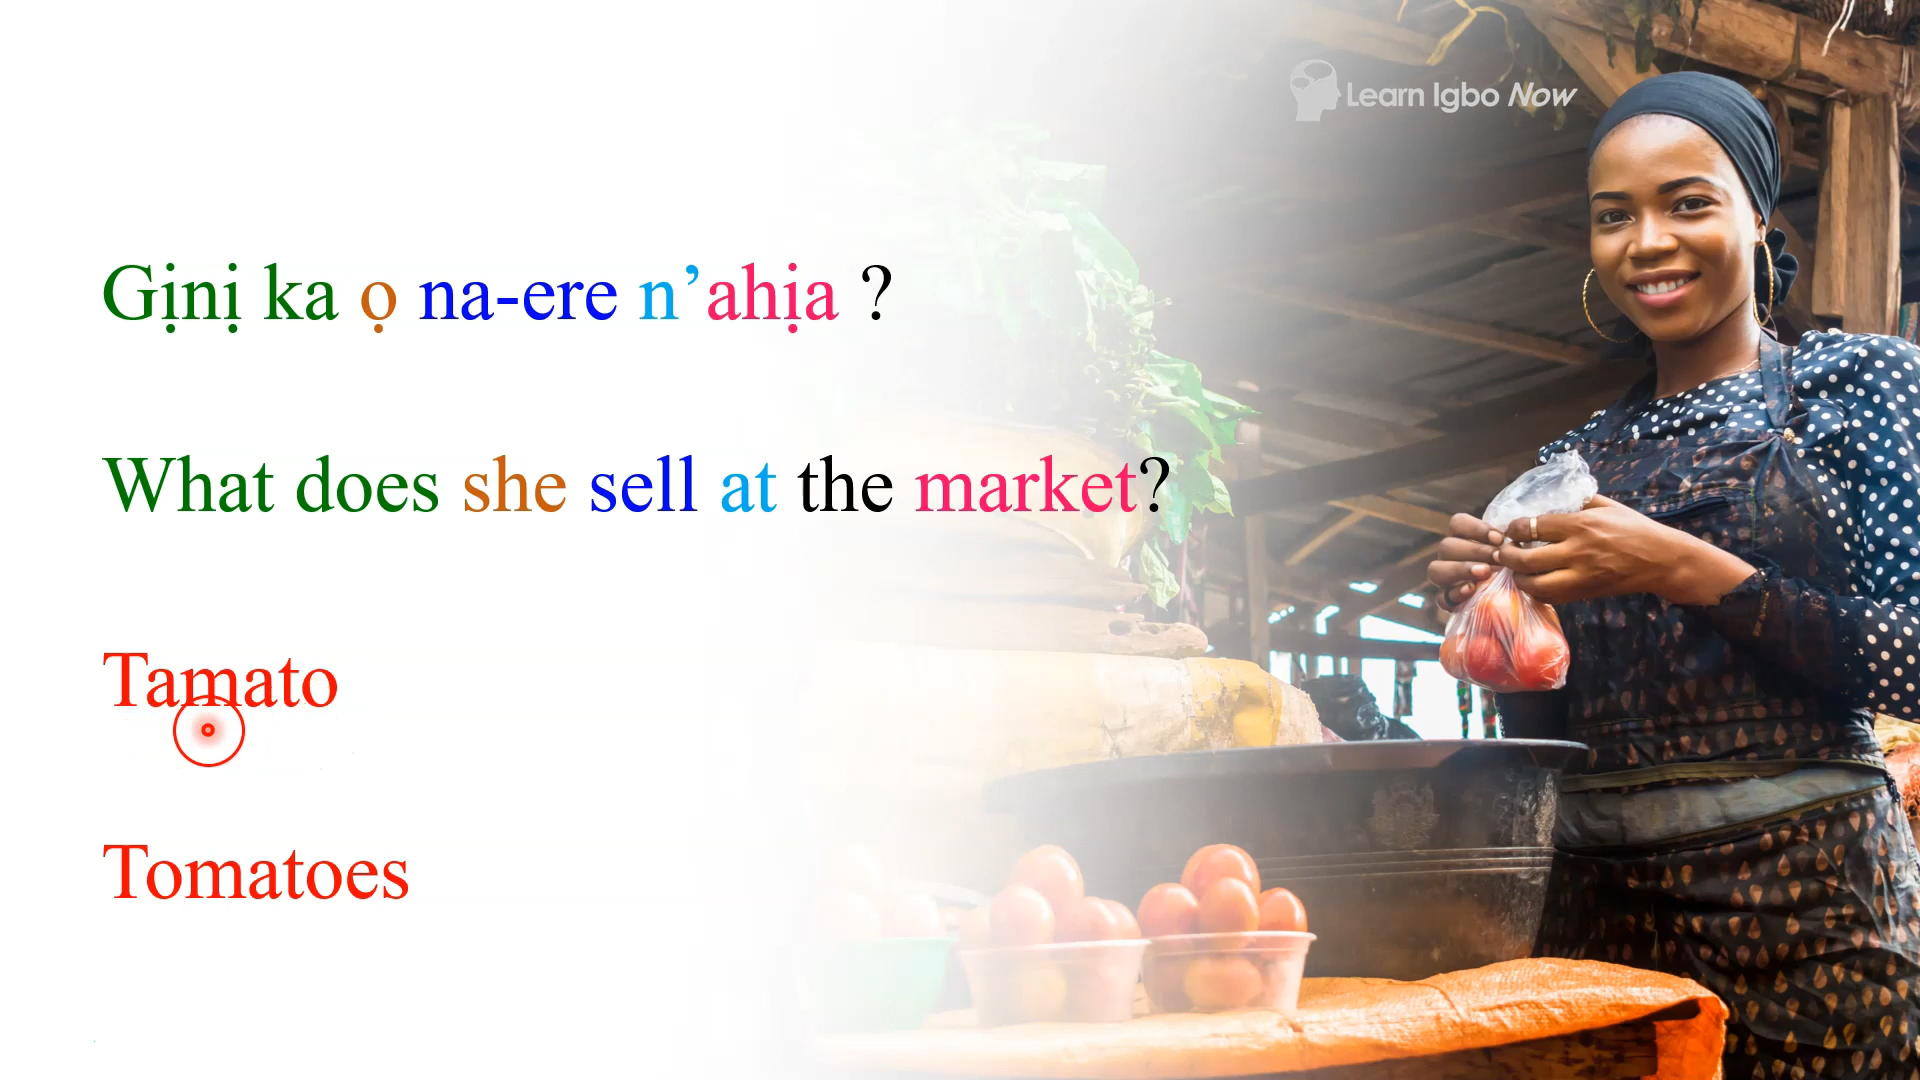 Learn Igbo Now
Gịnị ka ọ na-ere n’ahịa ?
What does she sell at the market?
Tamato
Tomatoes